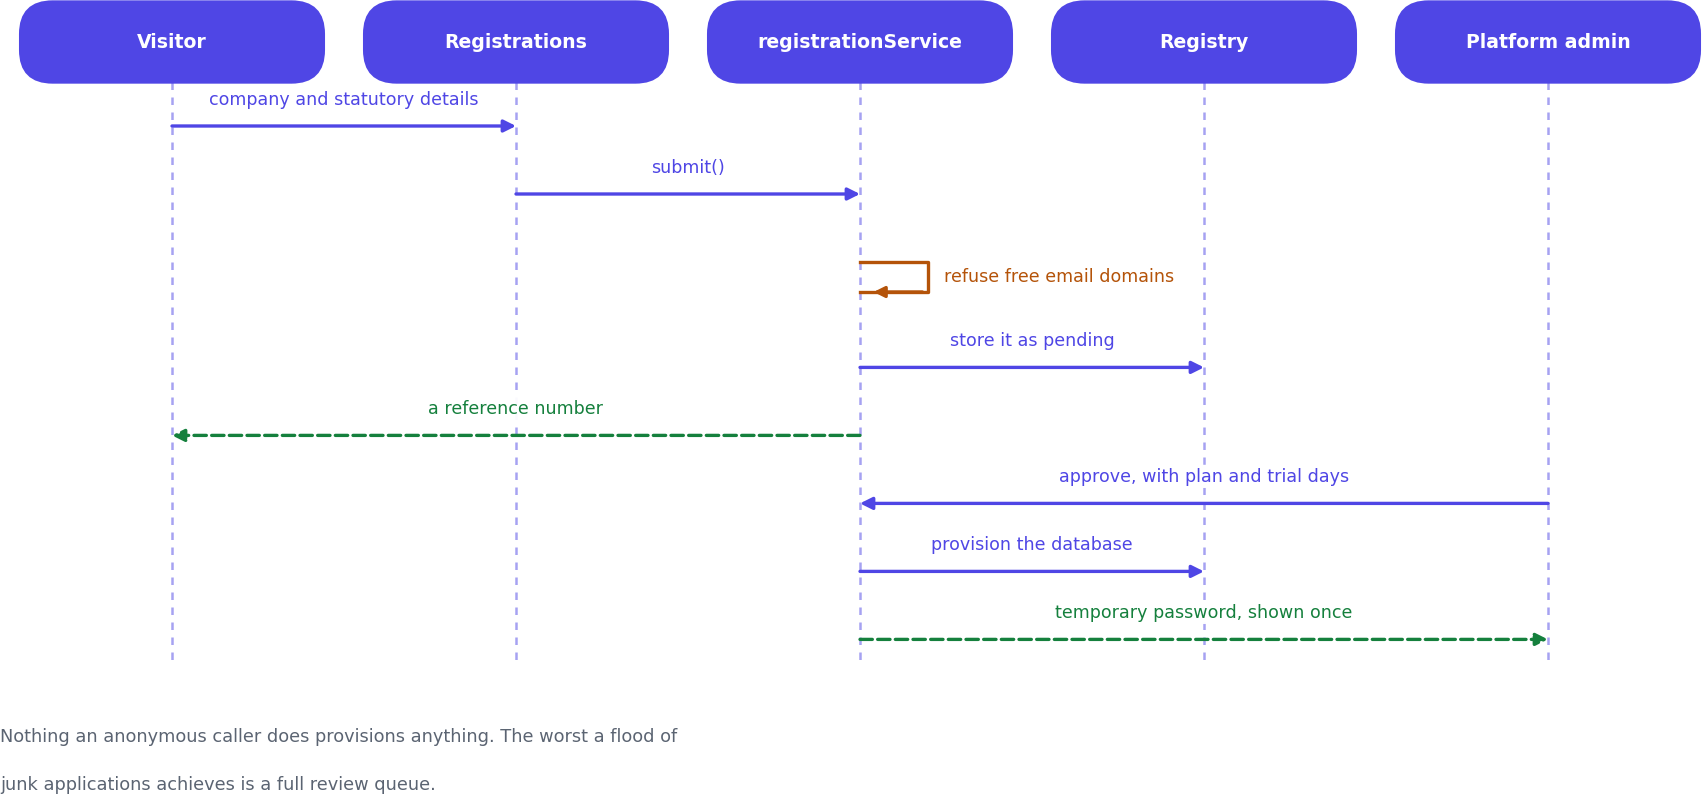 Visitor
Registrations
registrationService
Registry
Platform admin
company and statutory details
submit()
refuse free email domains
store it as pending
a reference number
approve, with plan and trial days
provision the database
temporary password, shown once
Nothing an anonymous caller does provisions anything. The worst a flood of
junk applications achieves is a full review queue.